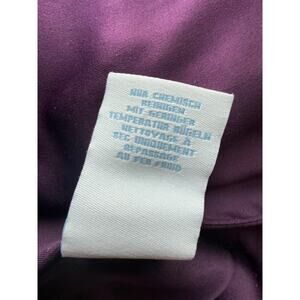 NUR CHEMISCH
REINIGEN
MIT GERINGER
TEMPERATUR BÜGELN
NETTOYAGE A
SEC UNIQUEMENT
REPASSAGE
AU FER FROID